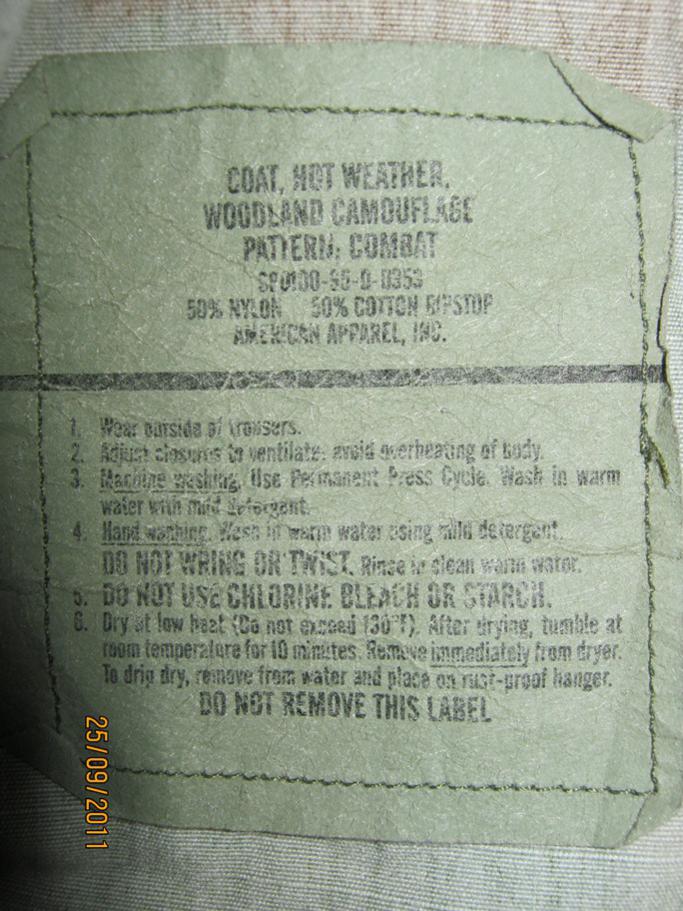 COAT, HOT WEATHER,
WOODLAND CAMOUFLAGE
PATTERN: COMBAT
50% NYLON 50% COTTON RIPSTOP
AMERICAN APPAREL, INC.
1. Wear outside of trousers.
2. Adjust closures to ventilate: avoid overheating of body.
3. Machine washing. Use Permanent Press Cycle. Wash in warm
water with mild detergent.
4. Hand washing. Wash in warm water using mild detergent.
DO NOT WRING OR TWIST. Rinse in clean warm water.
5. DO NOT USE CHLORINE BLEACH OR STARCH.
6. Dry at low heat (Do not exceed 130°F). After drying, tumble at
room temperature for 10 minutes. Remove immediately from dryer.
To drip dry, remove from water and place on rust-proof hanger.
DO NOT REMOVE THIS LABEL
25/09/2011